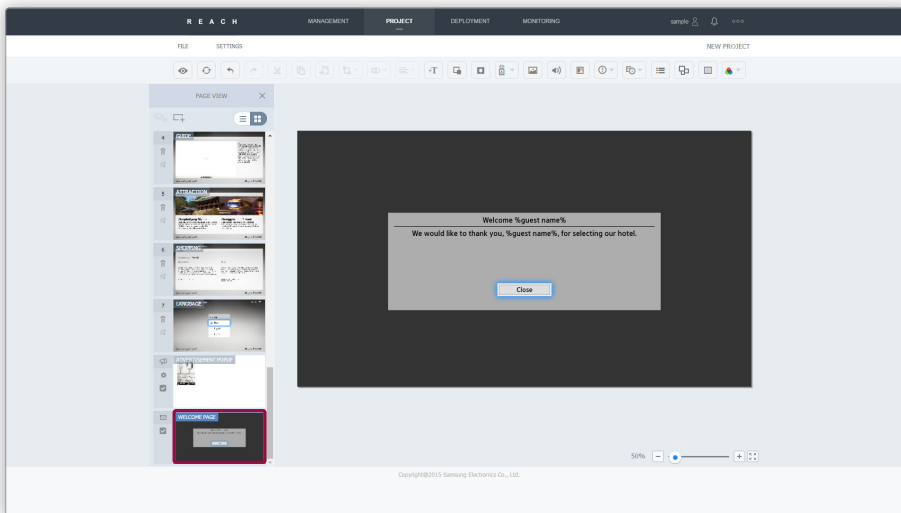 REACH
MANAGEMENT PROJECT DEPLOYMENT MONITORING sample
FILE SETTINGS NEW PROJECT
PAGE VIEW
4 GUIDE
5 ATTRACTION
6 SHOPPING
7 LANGUAGE
ADVERTISEMENT POPUP
WELCOME PAGE
Welcome %guest name%
We would like to thank you, %guest name%, for selecting our hotel.
Close
50%
Copyright@2015 Samsung Electronics Co., Ltd.